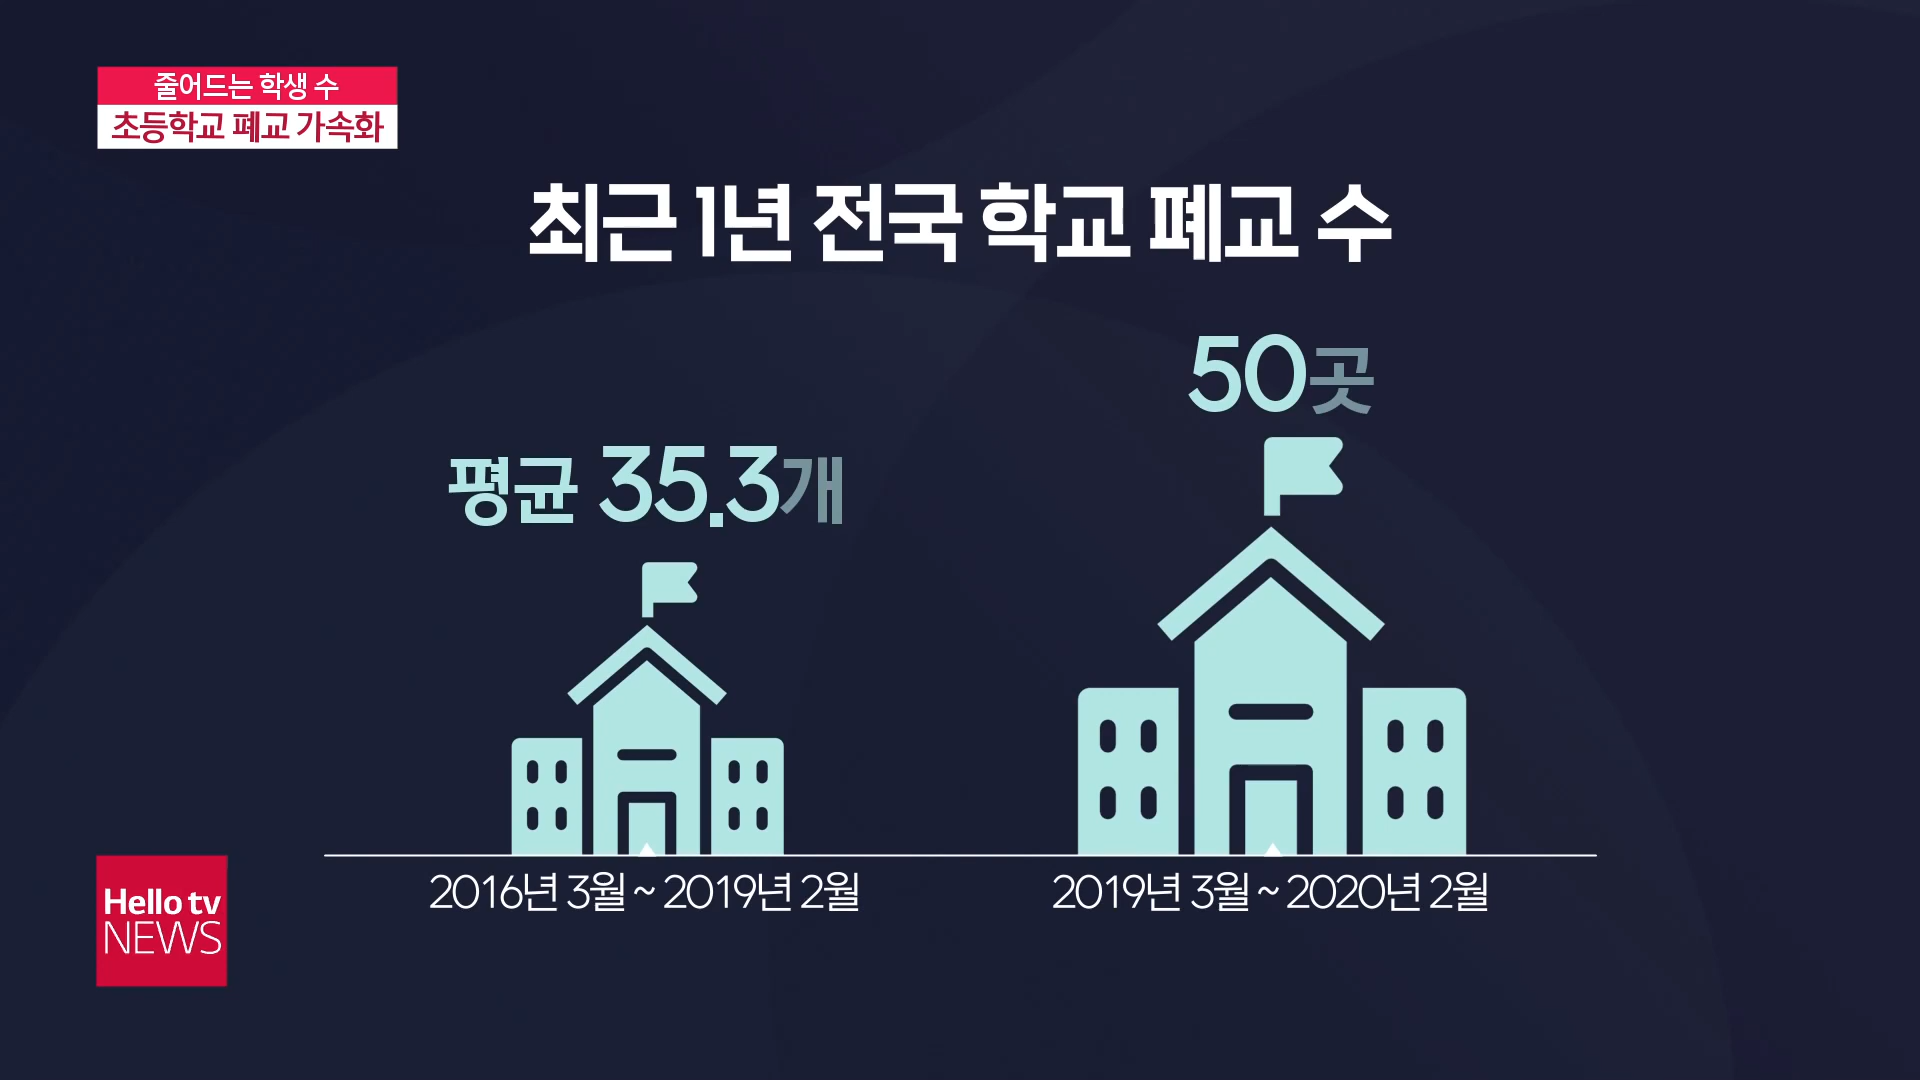 줄어드는 학생 수
초등학교 폐교 가속화
최근 1년 전국 학교 폐교 수
평균 35.3개
50곳
2016년 3월 ~ 2019년 2월
2019년 3월 ~ 2020년 2월
Hello tv
NEWS